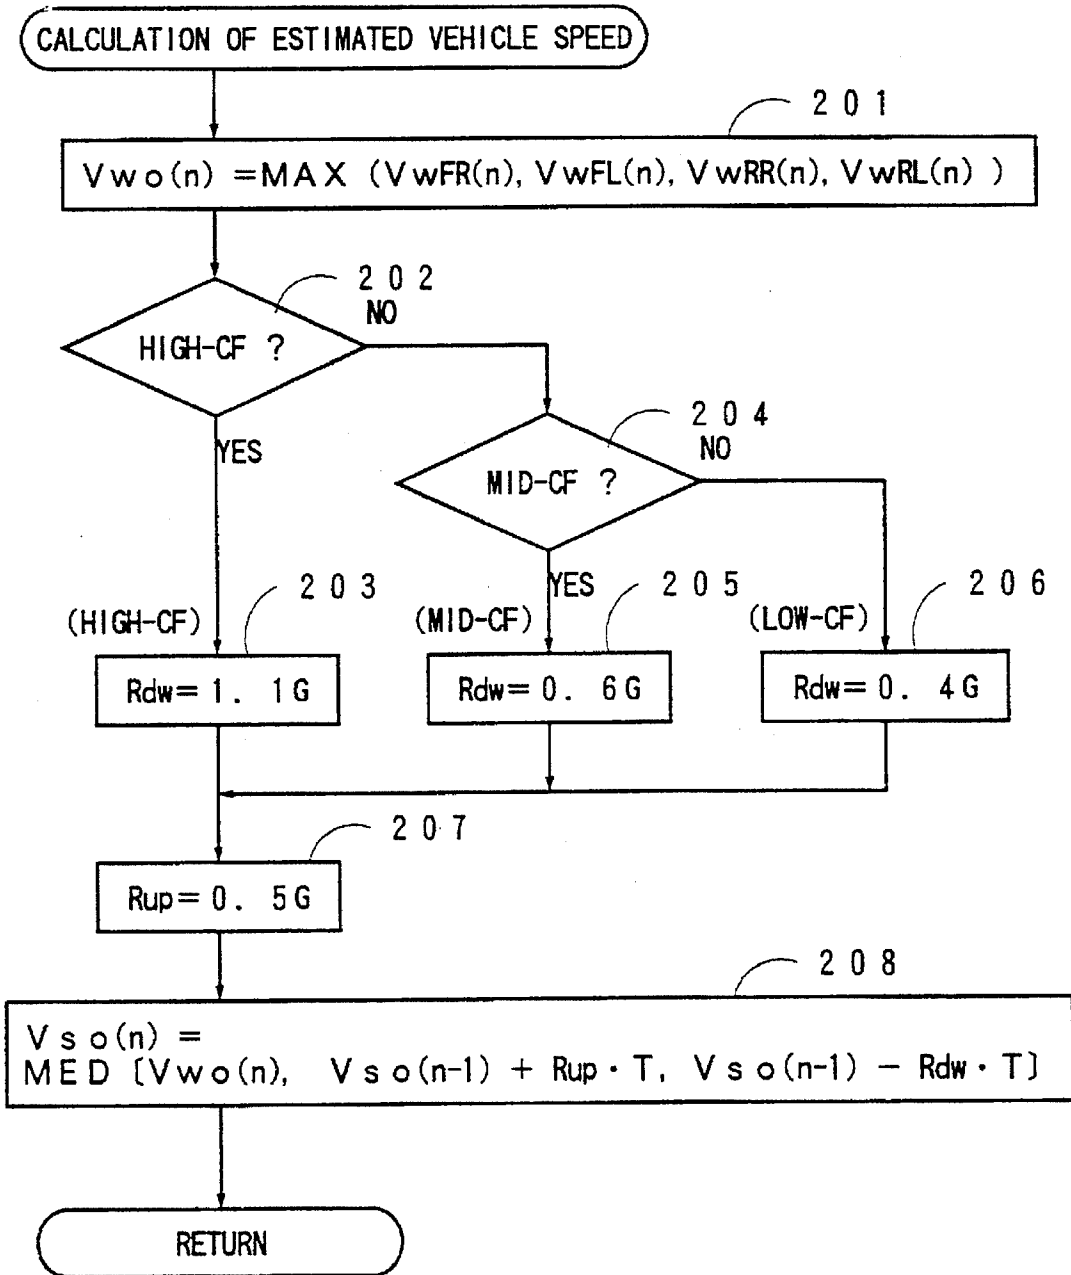 CALCULATION OF ESTIMATED VEHICLE SPEED
201
Vwo(n) =MAX (VwFR(n), VwFL(n), VwRR(n), VwRL(n) )
202
NO
HIGH-CF ?
204
NO
YES
MID-CF ?
203
YES
205
206
(HIGH-CF)
(MID-CF)
(LOW-CF)
Rdw=1. 1G
Rdw=0. 6G
Rdw=0. 4G
207
Rup=0. 5G
208
Vso(n) =
MED [Vwo(n), Vso(n-1) + Rup・T, Vso(n-1) − Rdw・T]
RETURN